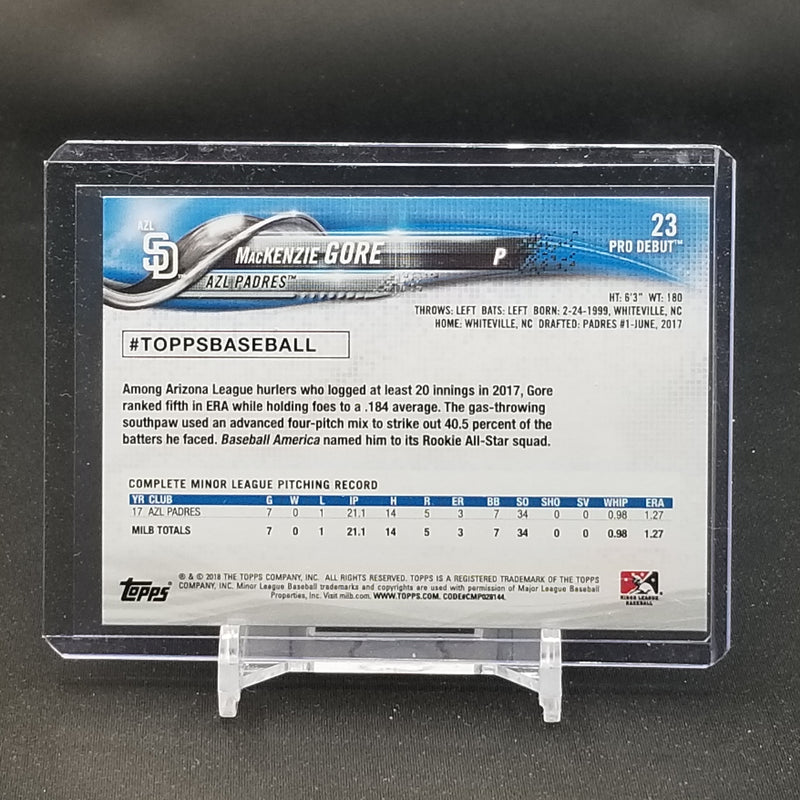 AZL
SD
MACKENZIE GORE P
23
PRO DEBUT™
AZL PADRES™
HT: 6'3" WT: 180
THROWS: LEFT BATS: LEFT BORN: 2-24-1999, WHITEVILLE, NC
HOME: WHITEVILLE, NC DRAFTED: PADRES #1-JUNE, 2017
#TOPPSBASEBALL
Among Arizona League hurlers who logged at least 20 innings in 2017, Gore
ranked fifth in ERA while holding foes to a .184 average. The gas-throwing
southpaw used an advanced four-pitch mix to strike out 40.5 percent of the
batters he faced. Baseball America named him to its Rookie All-Star squad.
COMPLETE MINOR LEAGUE PITCHING RECORD
YR CLUB G W L IP H R ER BB SO SHO SV WHIP ERA
17 AZL PADRES 7 0 1 21.1 14 5 3 7 34 0 0 0.98 1.27
MILB TOTALS 7 0 1 21.1 14 5 3 7 34 0 0 0.98 1.27
Topps®
® & © 2018 THE TOPPS COMPANY, INC. ALL RIGHTS RESERVED. TOPPS IS A REGISTERED TRADEMARK OF THE TOPPS
COMPANY, INC. Minor League Baseball trademarks and copyrights are used with permission of Major League Baseball
Properties, Inc. Visit milb.com. WWW.TOPPS.COM. CODE#CMP028144.
MINOR LEAGUE
BASEBALL